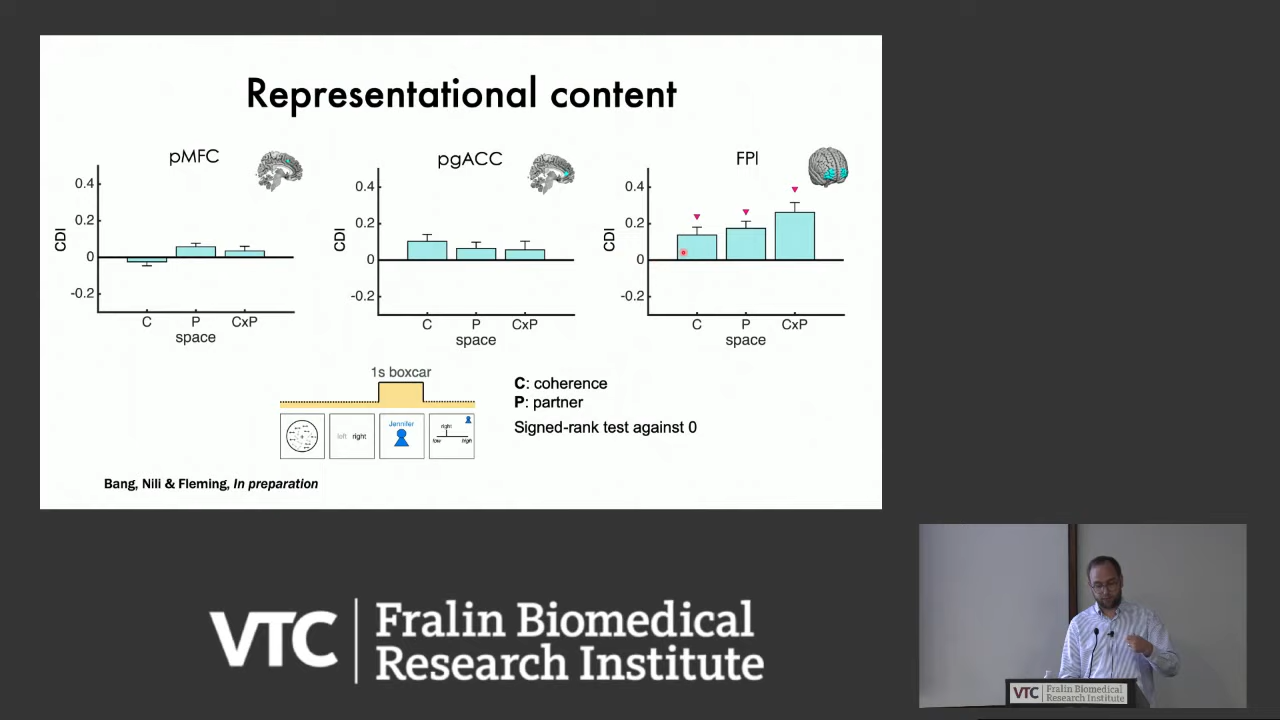 Representational content
pMFC
0.4
0.2
0
-0.2
CDI
C P CxP
space
pgACC
0.4
0.2
0
-0.2
CDI
C P CxP
space
FPl
0.4
0.2
0
-0.2
CDI
C P CxP
space
1s boxcar
left right
Jennifer
right
low high
C: coherence
P: partner
Signed-rank test against 0
Bang, Nili & Fleming, In preparation
VTC Fralin Biomedical
Research Institute
VTC Fralin Biomedical
Research Institute